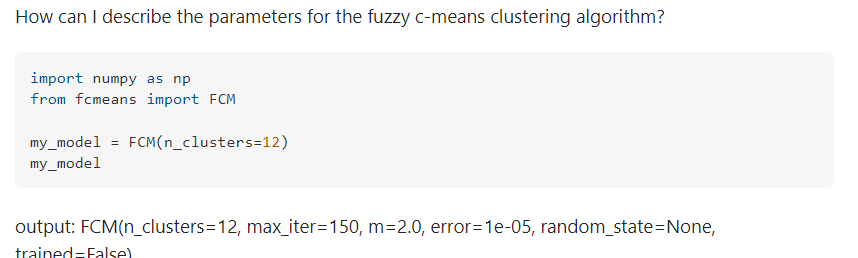 How can I describe the parameters for the fuzzy c-means clustering algorithm?
import numpy as np
from fcmeans import FCM
my_model = FCM(n_clusters=12)
my_model
output: FCM(n_clusters=12, max_iter=150, m=2.0, error=1e-05, random_state=None,
trained=False)